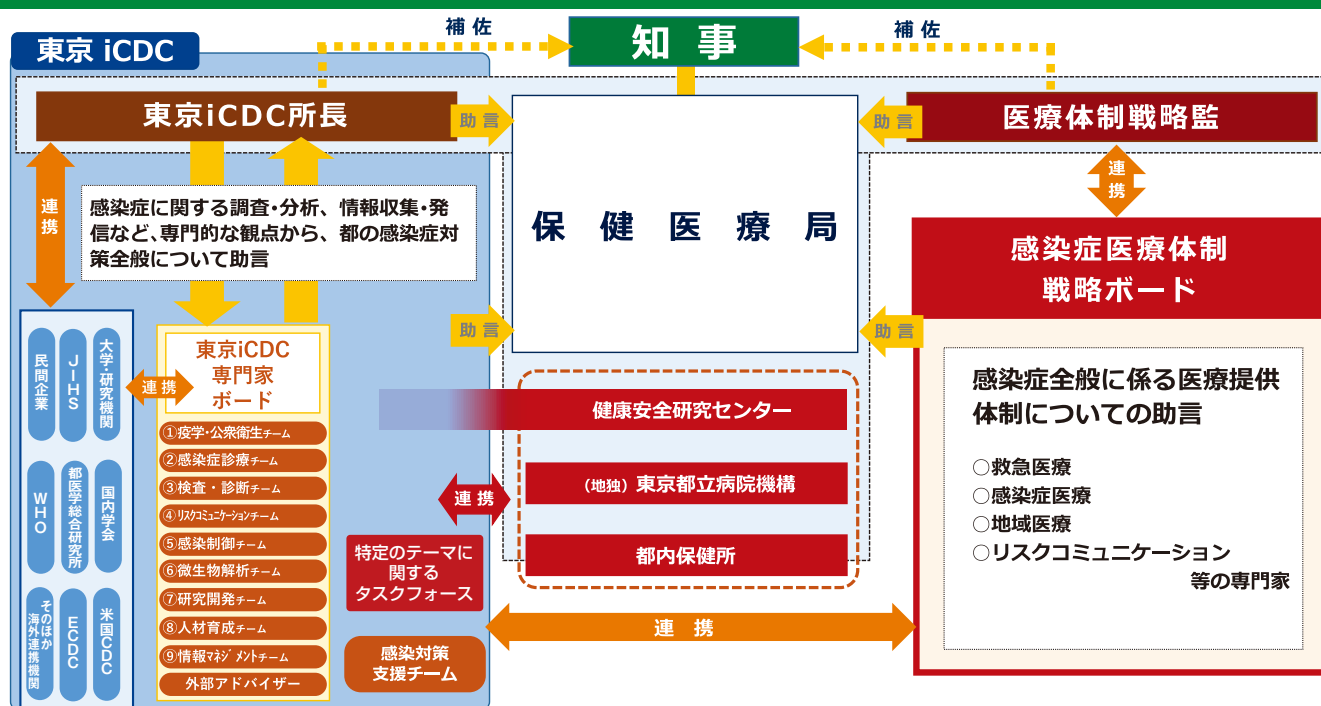 補佐
知事
補佐
東京 iCDC
東京iCDC所長
助言
助言
医療体制戦略監
連携
感染症に関する調査・分析、情報収集・発
信など、専門的な観点から、都の感染症対
策全般について助言
保健医療局
連携
感染症医療体制
戦略ボード
助言
助言
民間企業
JIHS
大学・研究機関
WHO
都医学総合研究所
国内学会
そのほか
海外連携機関
ECDC
米国CDC
連携
東京iCDC
専門家
ボード
①疫学・公衆衛生チーム
②感染症診療チーム
③検査・診断チーム
④リスクコミュニケーションチーム
⑤感染制御チーム
⑥微生物解析チーム
⑦研究開発チーム
⑧人材育成チーム
⑨情報マネジメントチーム
外部アドバイザー
健康安全研究センター
連携
(地独) 東京都立病院機構
都内保健所
特定のテーマに
関する
タスクフォース
感染対策
支援チーム
連携
感染症全般に係る医療提供
体制についての助言
○救急医療
○感染症医療
○地域医療
○リスクコミュニケーション
等の専門家